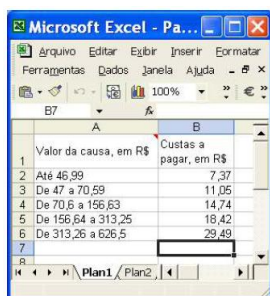 Microsoft Excel - Pa...
Arquivo Editar Exibir Inserir Formatar
Ferramentas Dados Janela Ajuda
100% » € »
B7 fx
A B
1 Valor da causa, em R$ Custas a
pagar, em R$
2 Até 46,99 7,37
3 De 47 a 70,59 11,05
4 De 70,6 a 156,63 14,74
5 De 156,64 a 313,25 18,42
6 De 313,26 a 626,5 29,49
7
8
Plan1 / Plan2